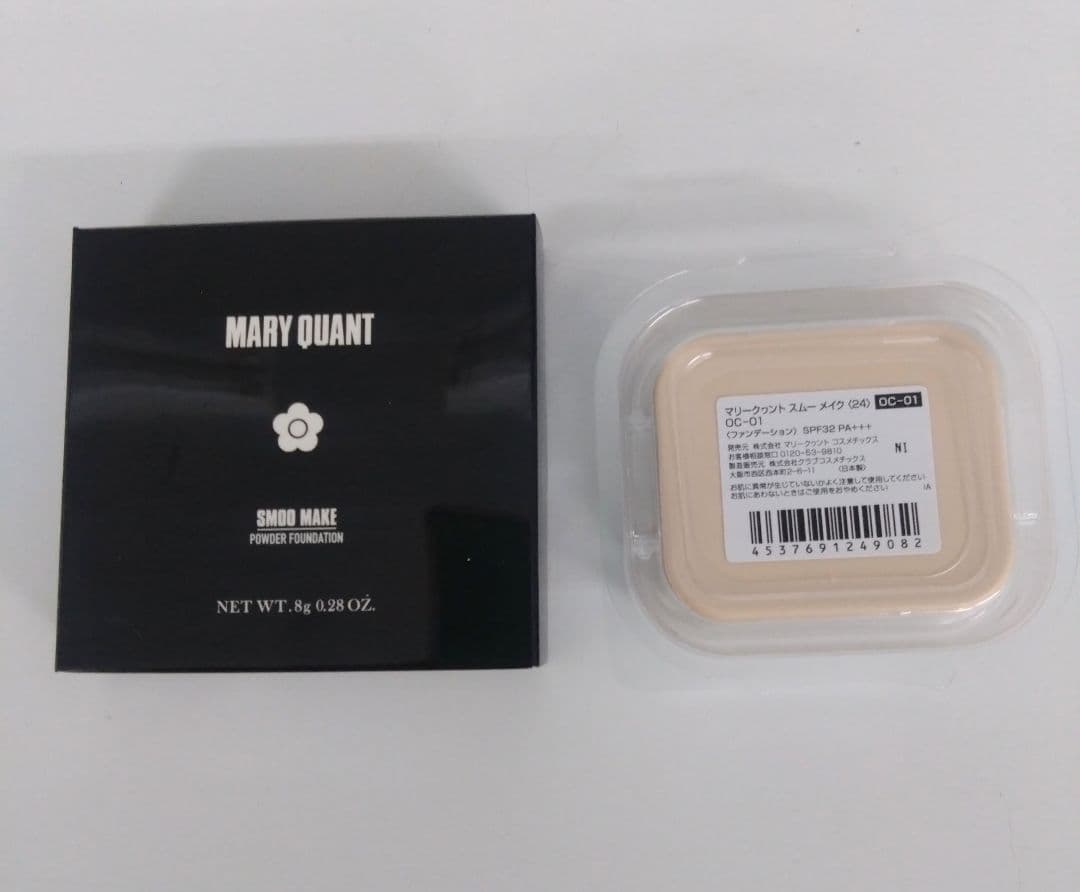 MARY QUANT
SMOO MAKE
POWDER FOUNDATION
NET WT.8g 0.28 OZ.
マリークヮント スムー メイク〈24〉 OC-01
OC-01
〈ファンデーション〉 SPF32 PA+++
発売元 株式会社 マリークヮント コスメチックス
お客様相談窓口 0120-53-9810 NI
製造販売元 株式会社クラブコスメチックス
大阪市西区西本町2-6-11 〈日本製〉
お肌に異常が生じていないかよく注意して使用してください。
お肌にあわないときはご使用をおやめください。 IA
4537691249082